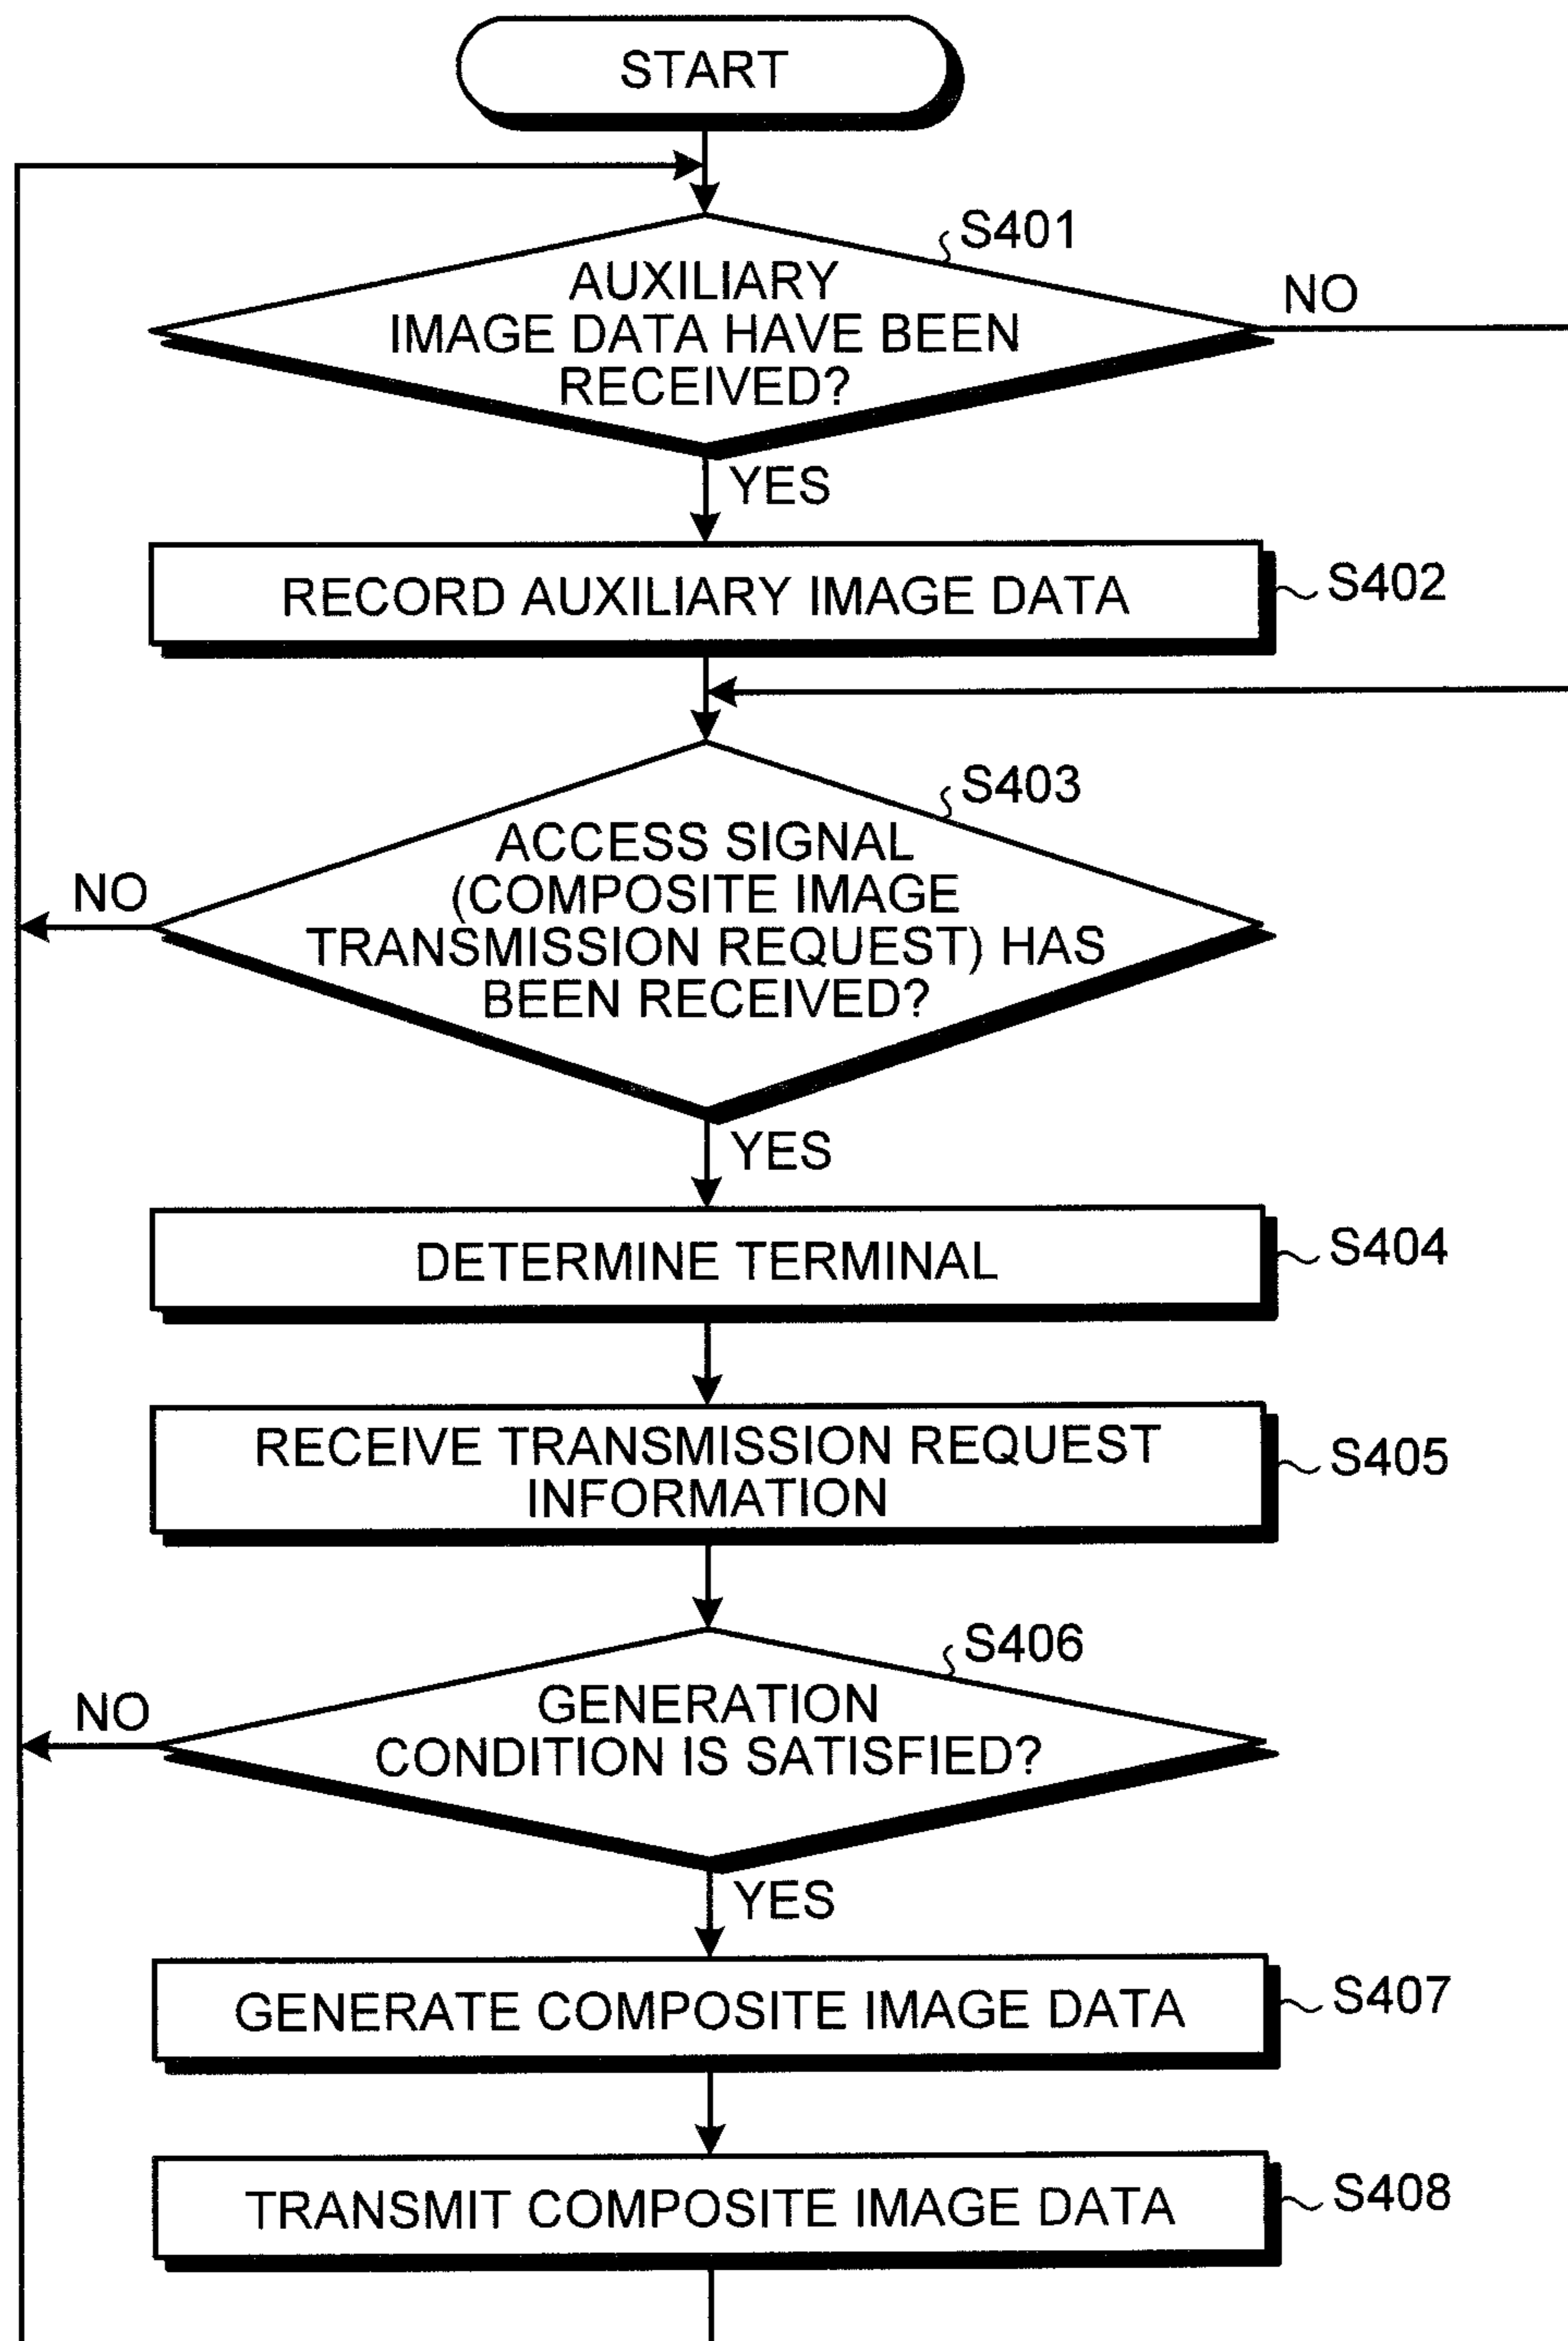 START
S401
AUXILIARY
IMAGE DATA HAVE BEEN
RECEIVED?
NO
YES
RECORD AUXILIARY IMAGE DATA
S402
S403
ACCESS SIGNAL
(COMPOSITE IMAGE
TRANSMISSION REQUEST) HAS
BEEN RECEIVED?
NO
YES
DETERMINE TERMINAL
S404
RECEIVE TRANSMISSION REQUEST
INFORMATION
S405
S406
GENERATION
CONDITION IS SATISFIED?
NO
YES
GENERATE COMPOSITE IMAGE DATA
S407
TRANSMIT COMPOSITE IMAGE DATA
S408